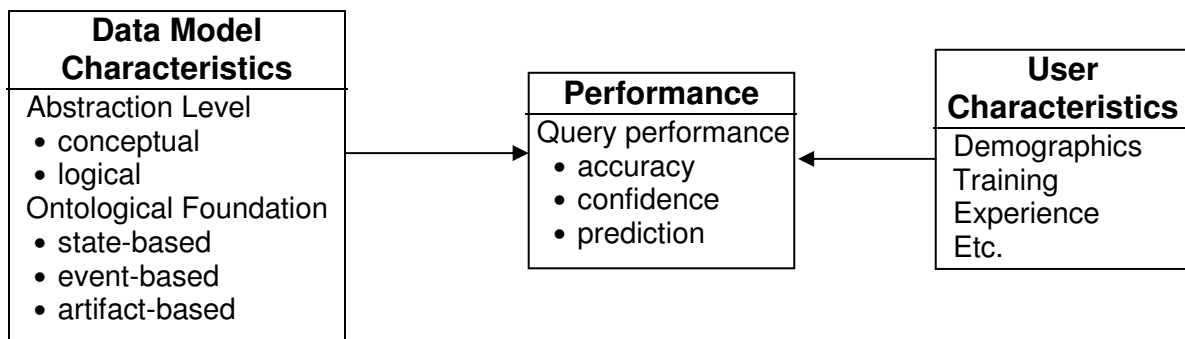 Data Model
Characteristics
Abstraction Level
• conceptual
• logical
Ontological Foundation
• state-based
• event-based
• artifact-based
Performance
Query performance
• accuracy
• confidence
• prediction
User
Characteristics
Demographics
Training
Experience
Etc.